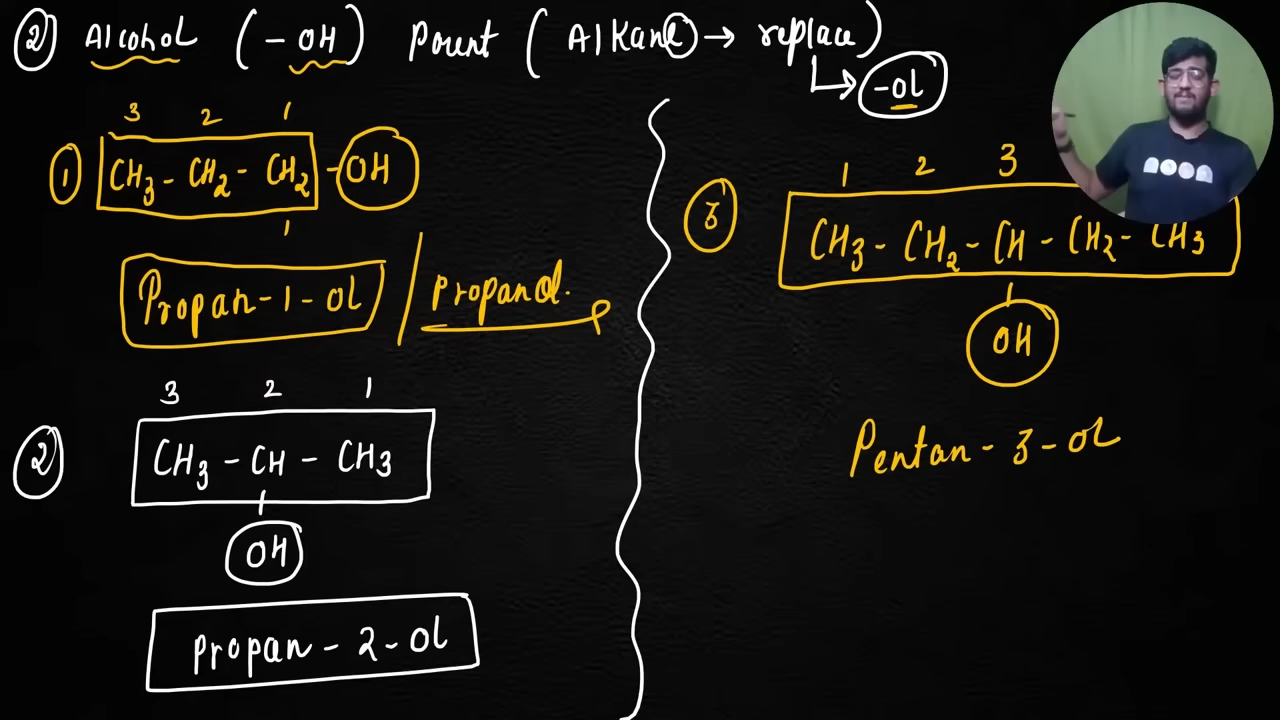 ② Alcohol (-OH) Parent (Alkane → replace)
-ol
3 2 1
① CH₃ - CH₂ - CH₂ - OH
1
Propan-1-ol / Propanol.
3 2 1
② CH₃ - CH - CH₃
OH
Propan - 2 - ol
1 2 3
③ CH₃ - CH₂ - CH - CH₂ - CH₃
OH
Pentan - 3 - ol
noon